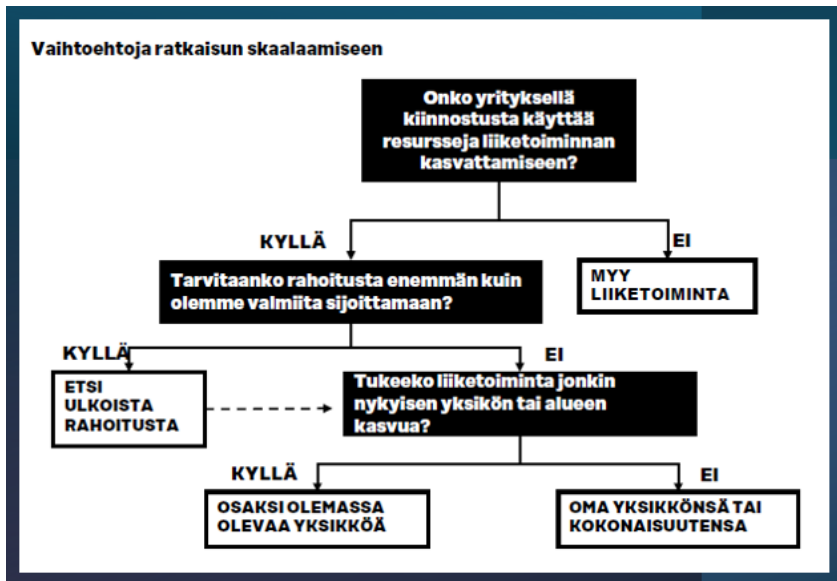 Vaihtoehtoja ratkaisun skaalaamiseen
Onko yrityksellä
kiinnostusta käyttää
resursseja liiketoiminnan
kasvattamiseen?
KYLLÄ
EI
Tarvitaanko rahoitusta enemmän kuin
olemme valmiita sijoittamaan?
MYY
LIIKETOIMINTA
KYLLÄ
EI
ETSI
ULKOISTA
RAHOITUSTA
Tukeeko liiketoiminta jonkin
nykyisen yksikön tai alueen
kasvua?
KYLLÄ
EI
OSAKSI OLEMASSA
OLEVAA YKSIKKÖÄ
OMA YKSIKKÖNSÄ TAI
KOKONAISUUTENSA